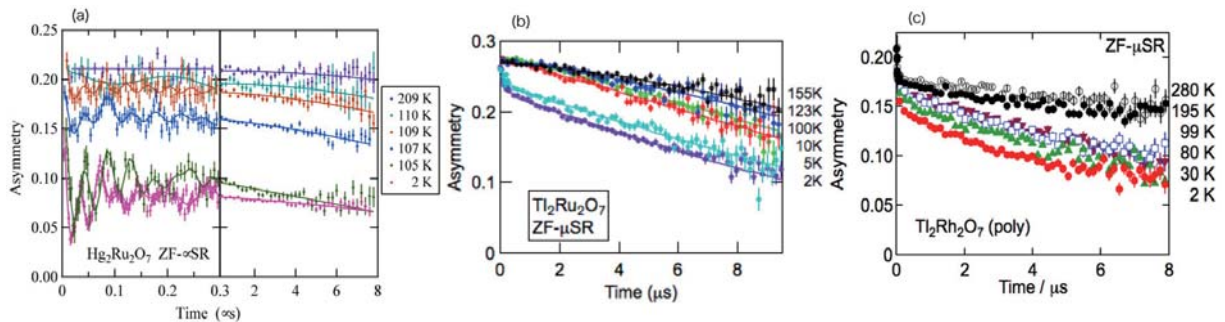 (a)
0.25
0.20
0.15
0.10
0.05
0.00
Asymmetry
Hg2Ru2O7 ZF-∝SR
0 0.1 0.2 0.3 2 4 6 8
Time (∝s)
209 K
110 K
109 K
107 K
105 K
2 K
(b)
0.3
0.2
0.1
0
Asymmetry
Tl2Ru2O7
ZF-μSR
0 2 4 6 8
Time (μs)
155K
123K
100K
10K
5K
2K
(c)
0.20
0.15
0.10
0.05
0.00
Asymmetry
ZF-μSR
Tl2Rh2O7 (poly)
0 2 4 6 8
Time / μs
280 K
195 K
99 K
80 K
30 K
2 K